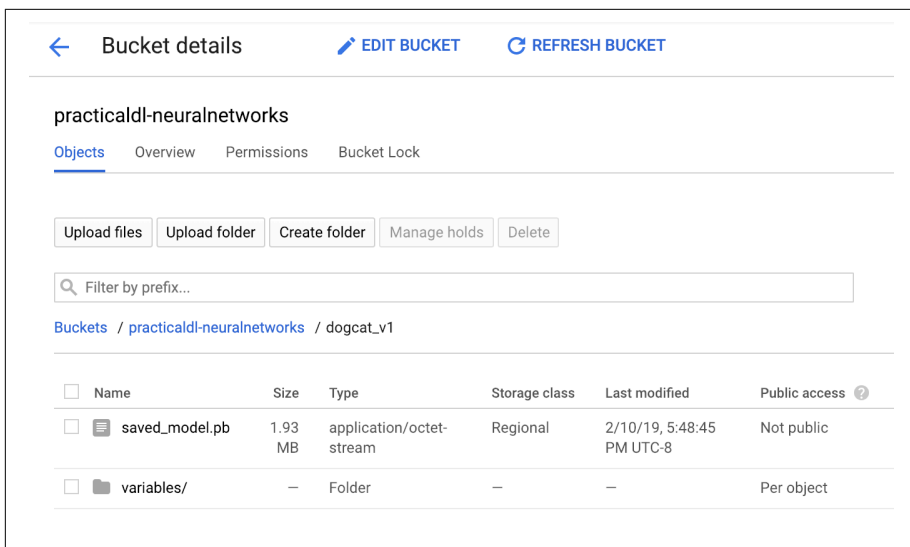 Bucket details EDIT BUCKET REFRESH BUCKET
practicaldl-neuralnetworks
Objects Overview Permissions Bucket Lock
Upload files Upload folder Create folder Manage holds Delete
Filter by prefix...
Buckets / practicaldl-neuralnetworks / dogcat_v1
Name Size Type Storage class Last modified Public access ?
saved_model.pb 1.93 application/octet- Regional 2/10/19, 5:48:45 Not public
MB stream PM UTC-8
variables/ — Folder — — Per object